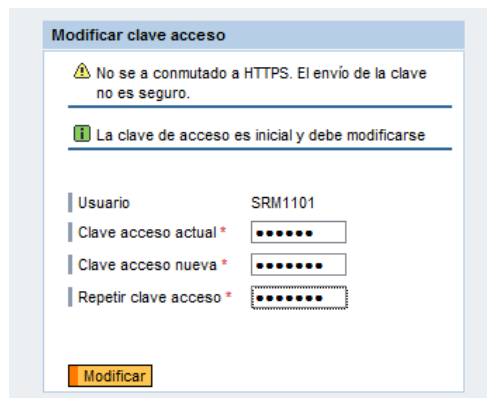 Modificar clave acceso
No se a conmutado a HTTPS. El envío de la clave
no es seguro.
La clave de acceso es inicial y debe modificarse
Usuario SRM1101
Clave acceso actual * ●●●●●●
Clave acceso nueva * ●●●●●●●
Repetir clave acceso * ●●●●●●●
Modificar